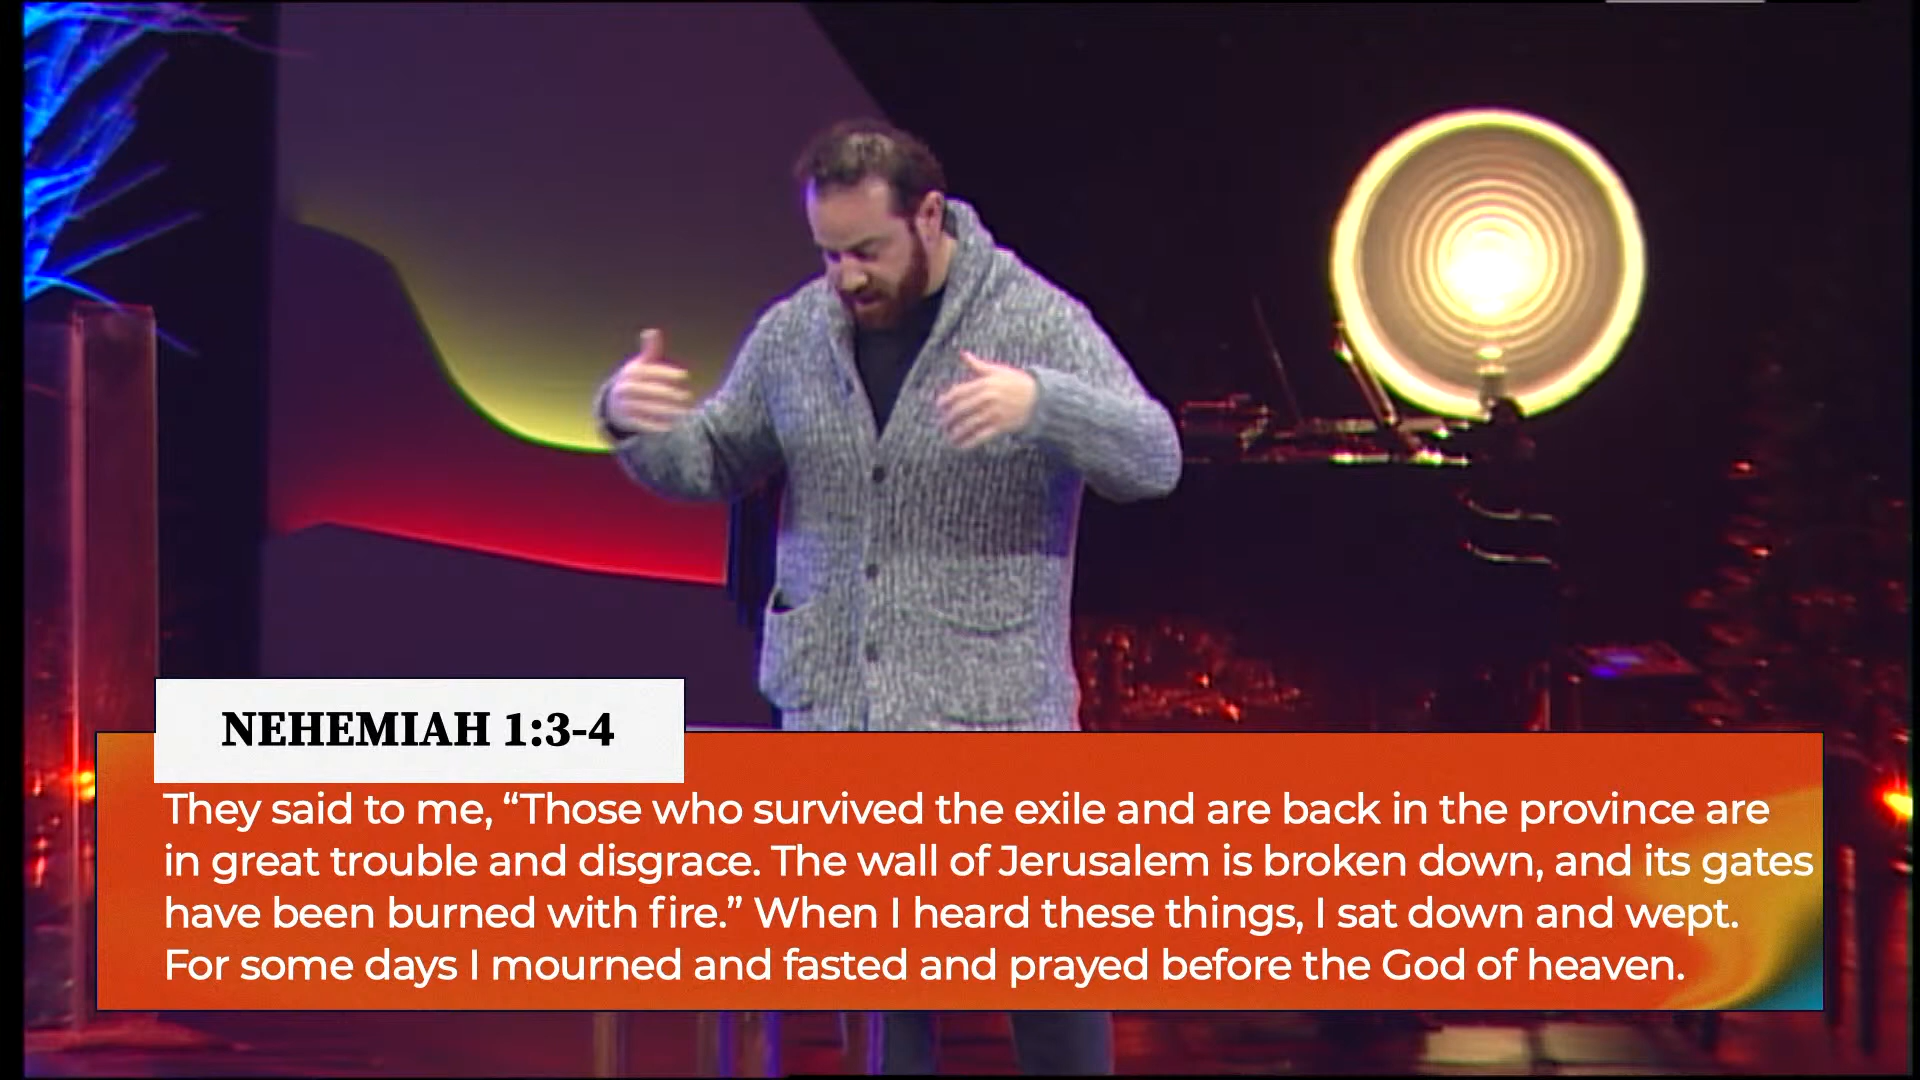 NEHEMIAH 1:3-4
They said to me, “Those who survived the exile and are back in the province are
in great trouble and disgrace. The wall of Jerusalem is broken down, and its gates
have been burned with fire.” When I heard these things, I sat down and wept.
For some days I mourned and fasted and prayed before the God of heaven.